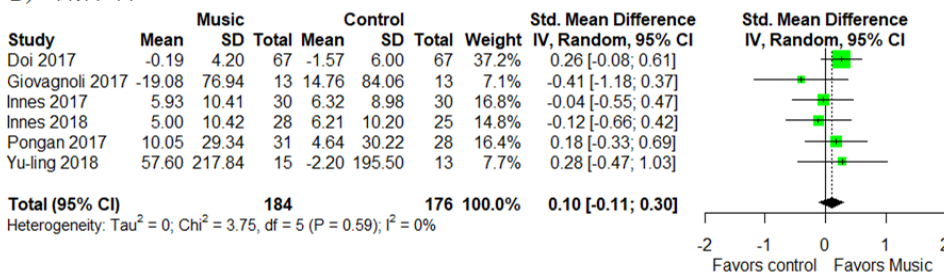 Music Control Std. Mean Difference Std. Mean Difference
Study Mean SD Total Mean SD Total Weight IV, Random, 95% CI IV, Random, 95% CI
Doi 2017 -0.19 4.20 67 -1.57 6.00 67 37.2% 0.26 [-0.08; 0.61]
Giovagnoli 2017 -19.08 76.94 13 14.76 84.06 13 7.1% -0.41 [-1.18; 0.37]
Innes 2017 5.93 10.41 30 6.32 8.98 30 16.8% -0.04 [-0.55; 0.47]
Innes 2018 5.00 10.42 28 6.21 10.20 25 14.8% -0.12 [-0.66; 0.42]
Pongan 2017 10.05 29.34 31 4.64 30.22 28 16.4% 0.18 [-0.33; 0.69]
Yu-ling 2018 57.60 217.84 15 -2.20 195.50 13 7.7% 0.28 [-0.47; 1.03]
Total (95% CI) 184 176 100.0% 0.10 [-0.11; 0.30]
Heterogeneity: Tau² = 0; Chi² = 3.75, df = 5 (P = 0.59); I² = 0%
-2 -1 0 1 2
Favors control Favors Music